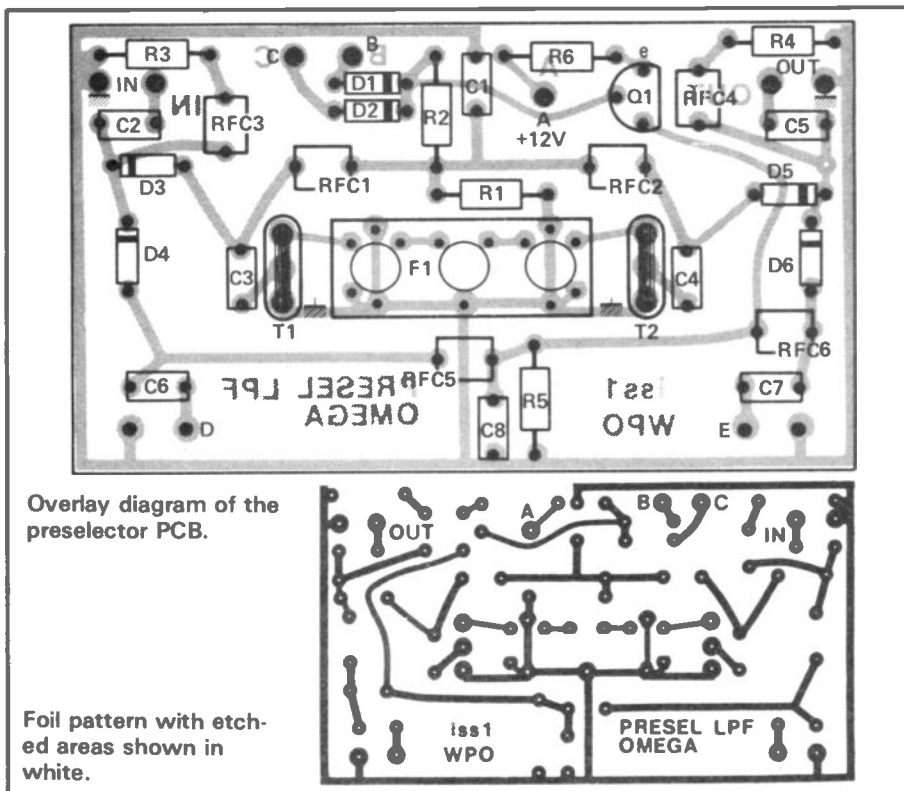 R3
C
B
R6
e
R4
IN
D1
C1
A
Q1
RFC4
OUT
D2
R2
A
+12V
C2
IN
RFC3
C5
D3
RFC1
RFC2
D5
R1
D4
C3
F1
C4
D6
T1
T2
RFC5
RFC6
C6
PRESEL LPF
OMEGA
C8
R5
iss1
WPO
C7
D
E
Overlay diagram of the
preselector PCB.
OUT
A
B
C
IN
iss1
WPO
PRESEL LPF
OMEGA
Foil pattern with etch-
ed areas shown in
white.